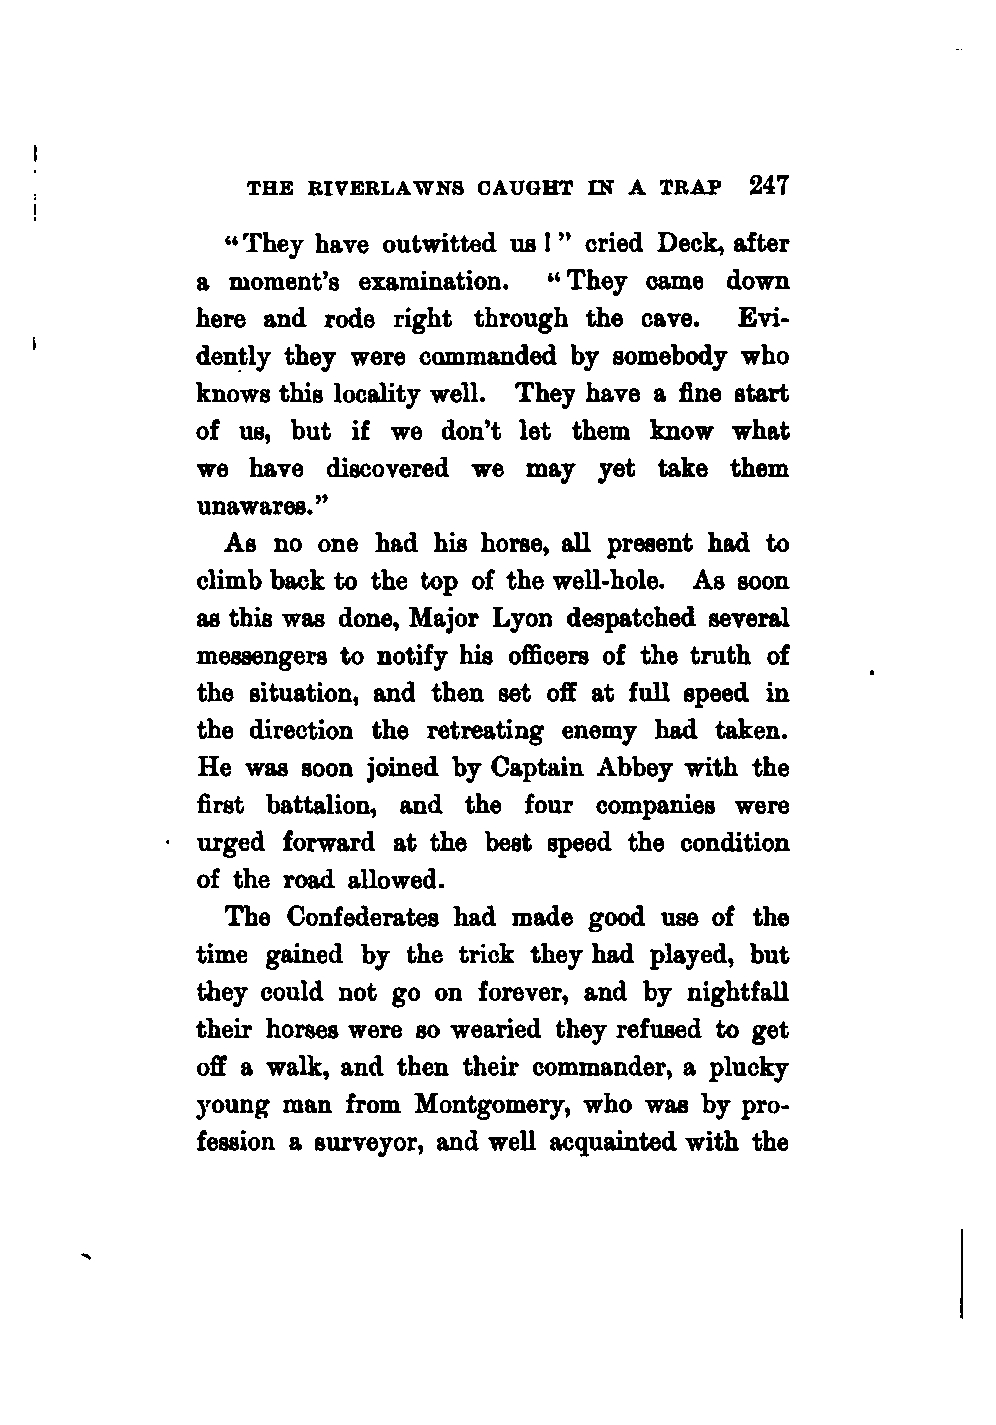 THE RIVERLAWNS CAUGHT IN A TRAP 247
"They have outwitted us!" cried Deck, after
a moment's examination. "They came down
here and rode right through the cave. Evi-
dently they were commanded by somebody who
knows this locality well. They have a fine start
of us, but if we don't let them know what
we have discovered we may yet take them
unawares."
As no one had his horse, all present had to
climb back to the top of the well-hole. As soon
as this was done, Major Lyon despatched several
messengers to notify his officers of the truth of
the situation, and then set off at full speed in
the direction the retreating enemy had taken.
He was soon joined by Captain Abbey with the
first battalion, and the four companies were
urged forward at the best speed the condition
of the road allowed.
The Confederates had made good use of the
time gained by the trick they had played, but
they could not go on forever, and by nightfall
their horses were so wearied they refused to get
off a walk, and then their commander, a plucky
young man from Montgomery, who was by pro-
fession a surveyor, and well acquainted with the